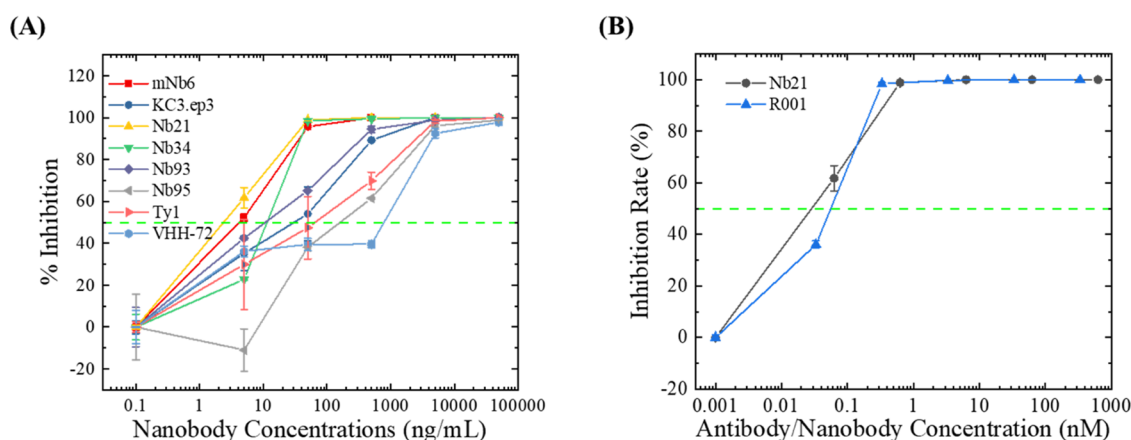 (A)
(B)
% Inhibition
120
100
80
60
40
20
0
-20
mNb6
KC3.ep3
Nb21
Nb34
Nb93
Nb95
Ty1
VHH-72
0.1 1 10 100 1000 10000 100000
Nanobody Concentrations (ng/mL)
Inhibition Rate (%)
100
80
60
40
20
0
-20
Nb21
R001
0.001 0.01 0.1 1 10 100 1000
Antibody/Nanobody Concentration (nM)